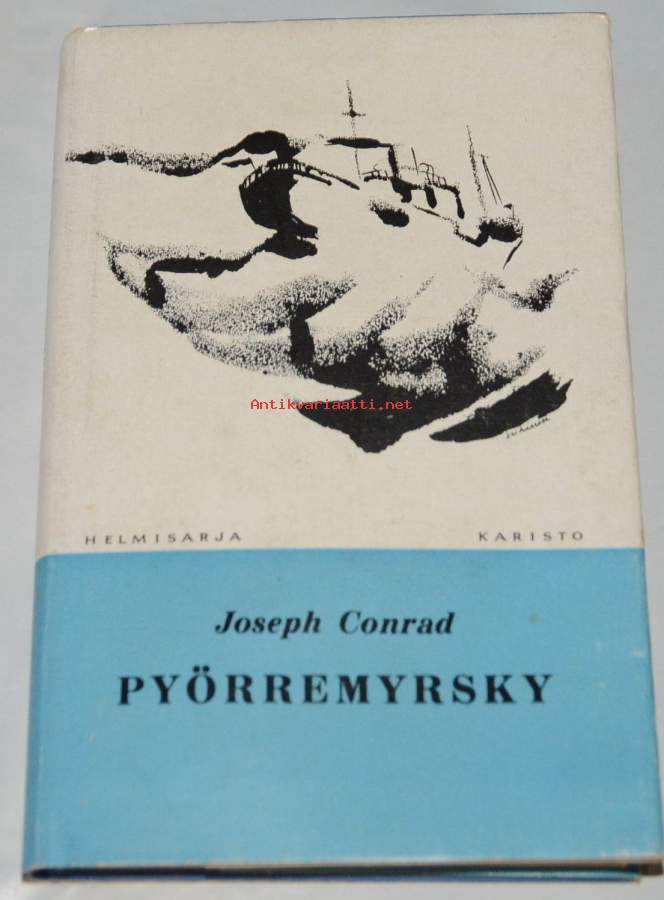 Antikvariaatti.net
HELMISARJA KARISTO
Joseph Conrad
PYÖRREMYRSKY